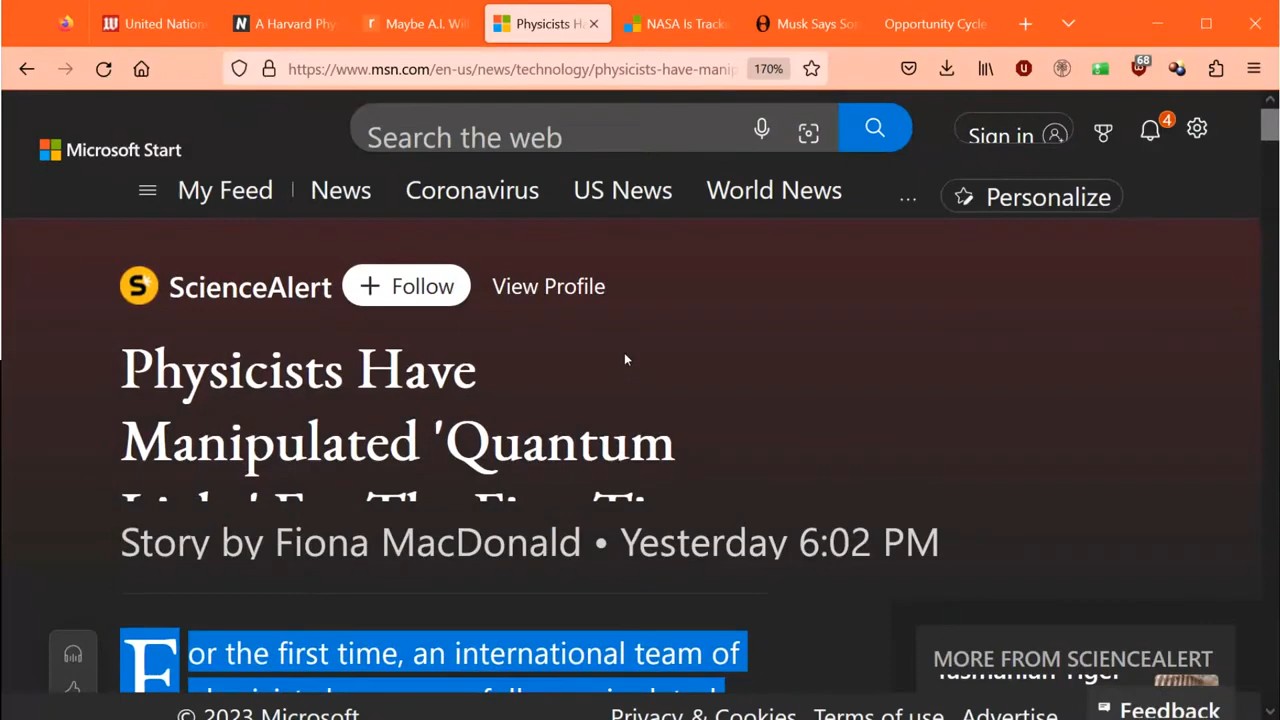 United Nation
A Harvard Phy
Maybe A.I. Wil
Physicists H
NASA Is Track
Musk Says So
Opportunity Cycle
https://www.msn.com/en-us/news/technology/physicists-have-manip
170%
68
Microsoft Start
Search the web
Sign in
4
My Feed
News
Coronavirus
US News
World News
...
Personalize
ScienceAlert
+ Follow
View Profile
Physicists Have
Manipulated 'Quantum
Story by Fiona MacDonald • Yesterday 6:02 PM
For the first time, an international team of
MORE FROM SCIENCEALERT
Tasmanian Tiger
Feedback
© 2023 Microsoft
Privacy & Cookies
Terms of use
Advertise